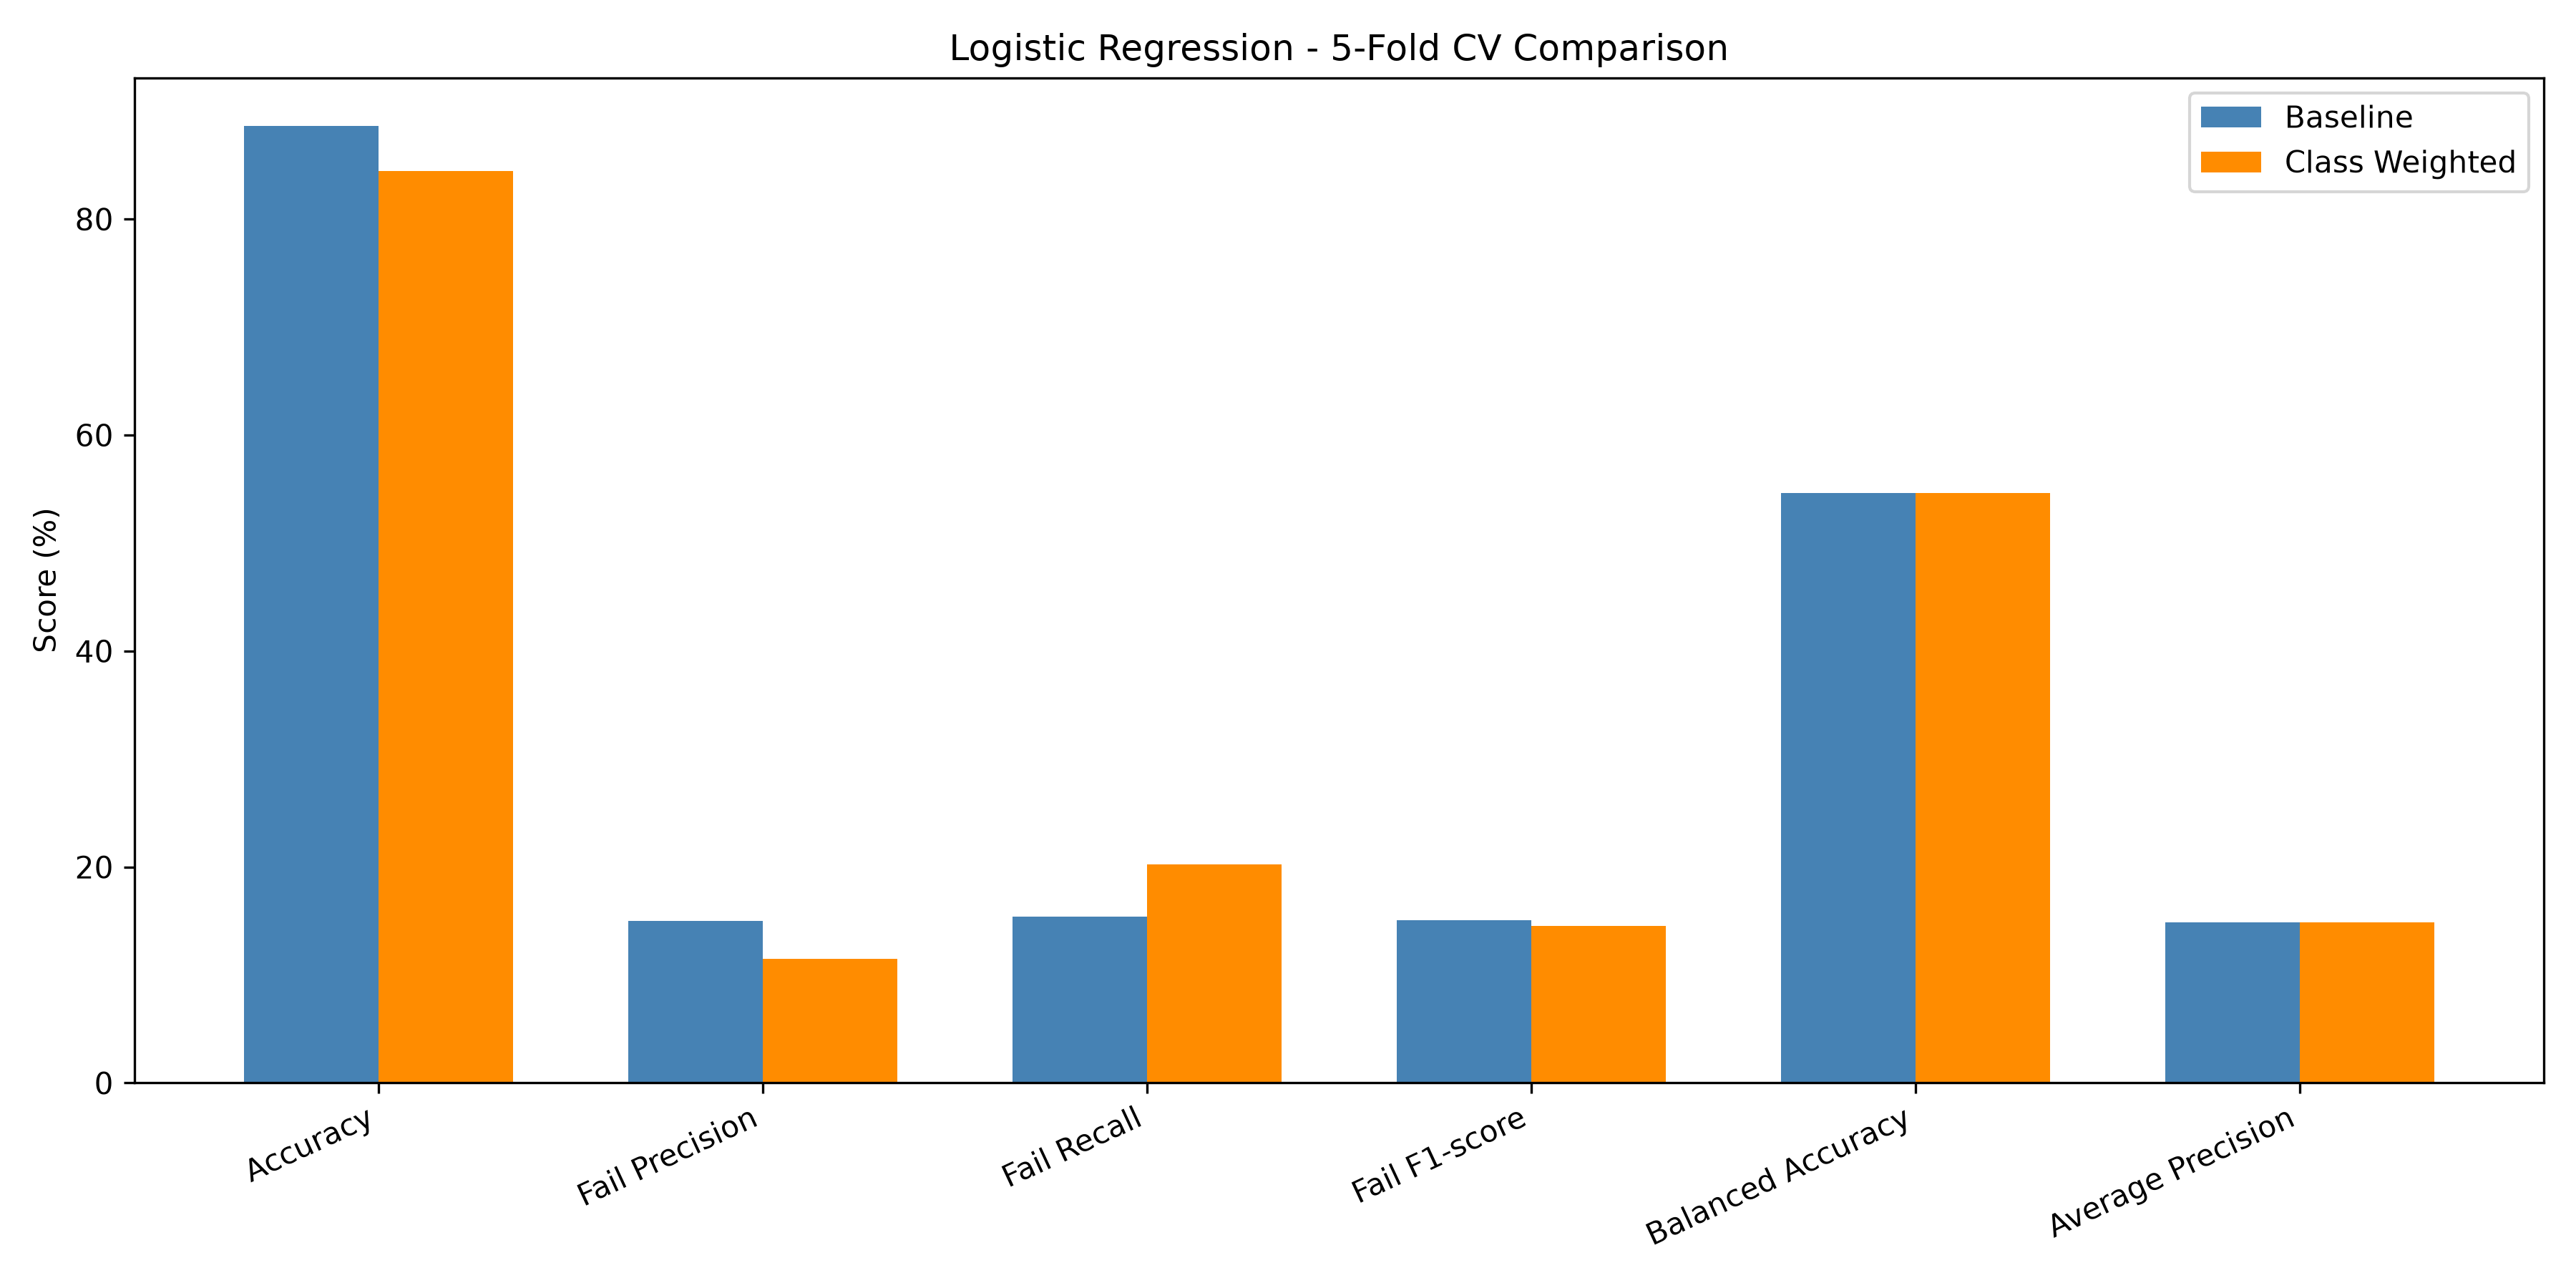 Logistic Regression - 5-Fold CV Comparison
Baseline
Class Weighted
Score (%)
80
60
40
20
0
Accuracy
Fail Precision
Fail Recall
Fail F1-score
Balanced Accuracy
Average Precision